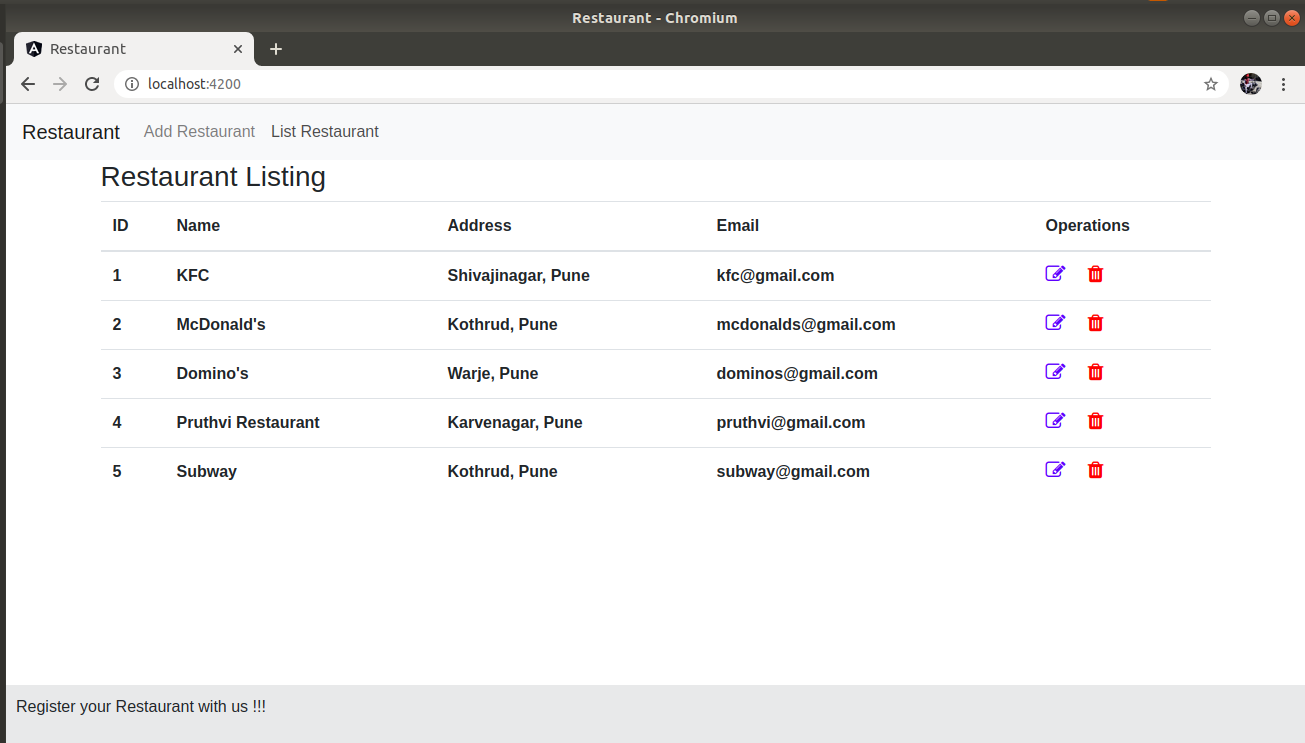 Restaurant - Chromium
Restaurant
localhost:4200
Restaurant Add Restaurant List Restaurant
Restaurant Listing
ID Name Address Email Operations
1 KFC Shivajinagar, Pune kfc@gmail.com
2 McDonald's Kothrud, Pune mcdonalds@gmail.com
3 Domino's Warje, Pune dominos@gmail.com
4 Pruthvi Restaurant Karvenagar, Pune pruthvi@gmail.com
5 Subway Kothrud, Pune subway@gmail.com
Register your Restaurant with us !!!